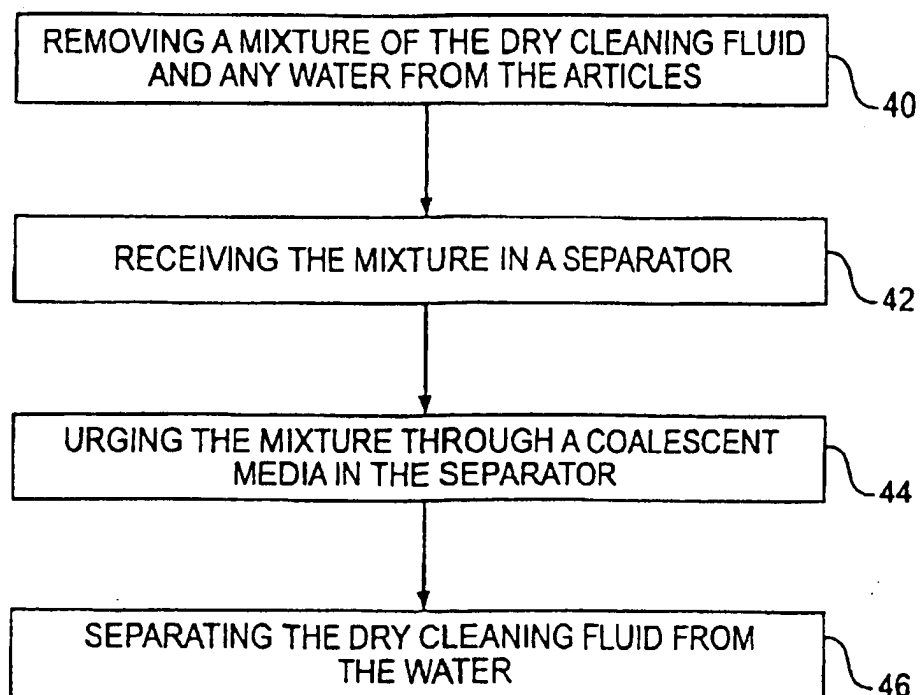 REMOVING A MIXTURE OF THE DRY CLEANING FLUID
AND ANY WATER FROM THE ARTICLES
40
RECEIVING THE MIXTURE IN A SEPARATOR
42
URGING THE MIXTURE THROUGH A COALESCENT
MEDIA IN THE SEPARATOR
44
SEPARATING THE DRY CLEANING FLUID FROM
THE WATER
46